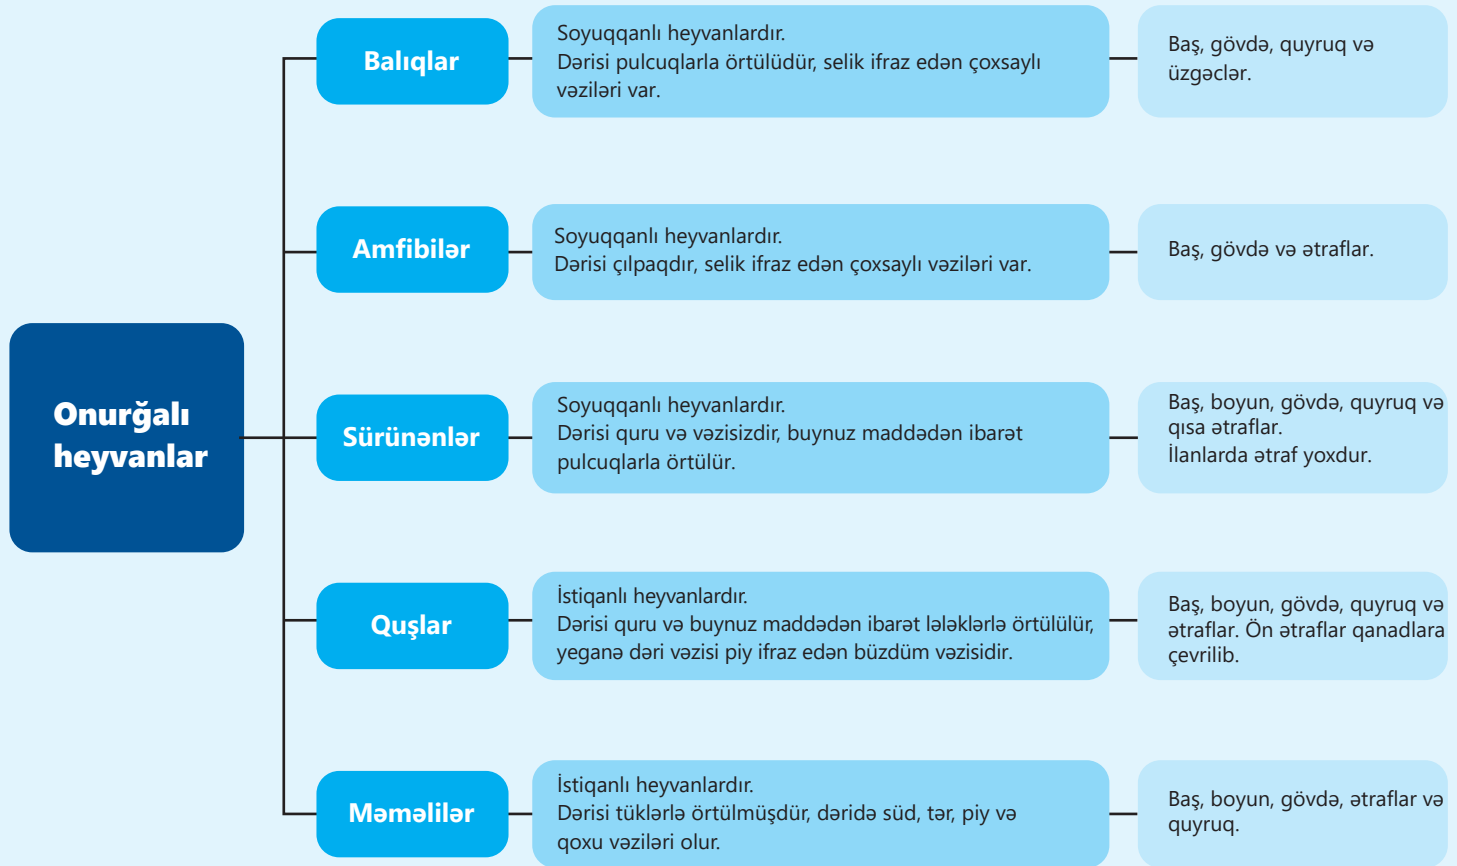 Onurğalı
heyvanlar
Balıqlar
Soyuqqanlı heyvanlardır.
Dərisi pulcuqlarla örtülüdür, selik ifraz edən çoxsaylı
vəziləri var.
Baş, gövdə, quyruq və
üzgəclər.
Amfibilər
Soyuqqanlı heyvanlardır.
Dərisi çılpaqdır, selik ifraz edən çoxsaylı vəziləri var.
Baş, gövdə və ətraflar.
Sürünənlər
Soyuqqanlı heyvanlardır.
Dərisi quru və vəzisizdir, buynuz maddədən ibarət
pulcuqlarla örtülür.
Baş, boyun, gövdə, quyruq və
qısa ətraflar.
İlanlarda ətraf yoxdur.
Quşlar
İstiqanlı heyvanlardır.
Dərisi quru və buynuz maddədən ibarət lələklərlə örtülülür,
yeganə dəri vəzisi piy ifraz edən büzdüm vəzisidir.
Baş, boyun, gövdə, quyruq və
ətraflar. Ön ətraflar qanadlara
çevrilib.
Məməlilər
İstiqanlı heyvanlardır.
Dərisi tüklərlə örtülmüşdür, dəridə süd, tər, piy və
qoxu vəziləri olur.
Baş, boyun, gövdə, ətraflar və
quyruq.